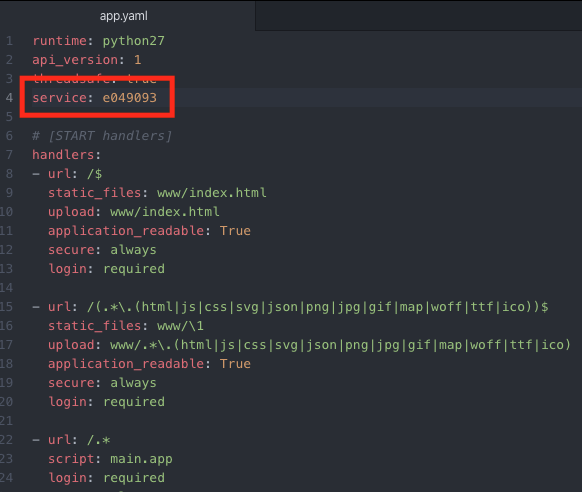 app.yaml
1 runtime: python27
2 api_version: 1
3 threadsafe: true
4 service: e049093
5
6 # [START handlers]
7 handlers:
8 - url: /$
9 static_files: www/index.html
10 upload: www/index.html
11 application_readable: True
12 secure: always
13 login: required
14
15 - url: /(.*\.(html|js|css|svg|json|png|jpg|gif|map|woff|ttf|ico))$
16 static_files: www/\1
17 upload: www/.*\.(html|js|css|svg|json|png|jpg|gif|map|woff|ttf|ico)
18 application_readable: True
19 secure: always
20 login: required
21
22 - url: /.*
23 script: main.app
24 login: required